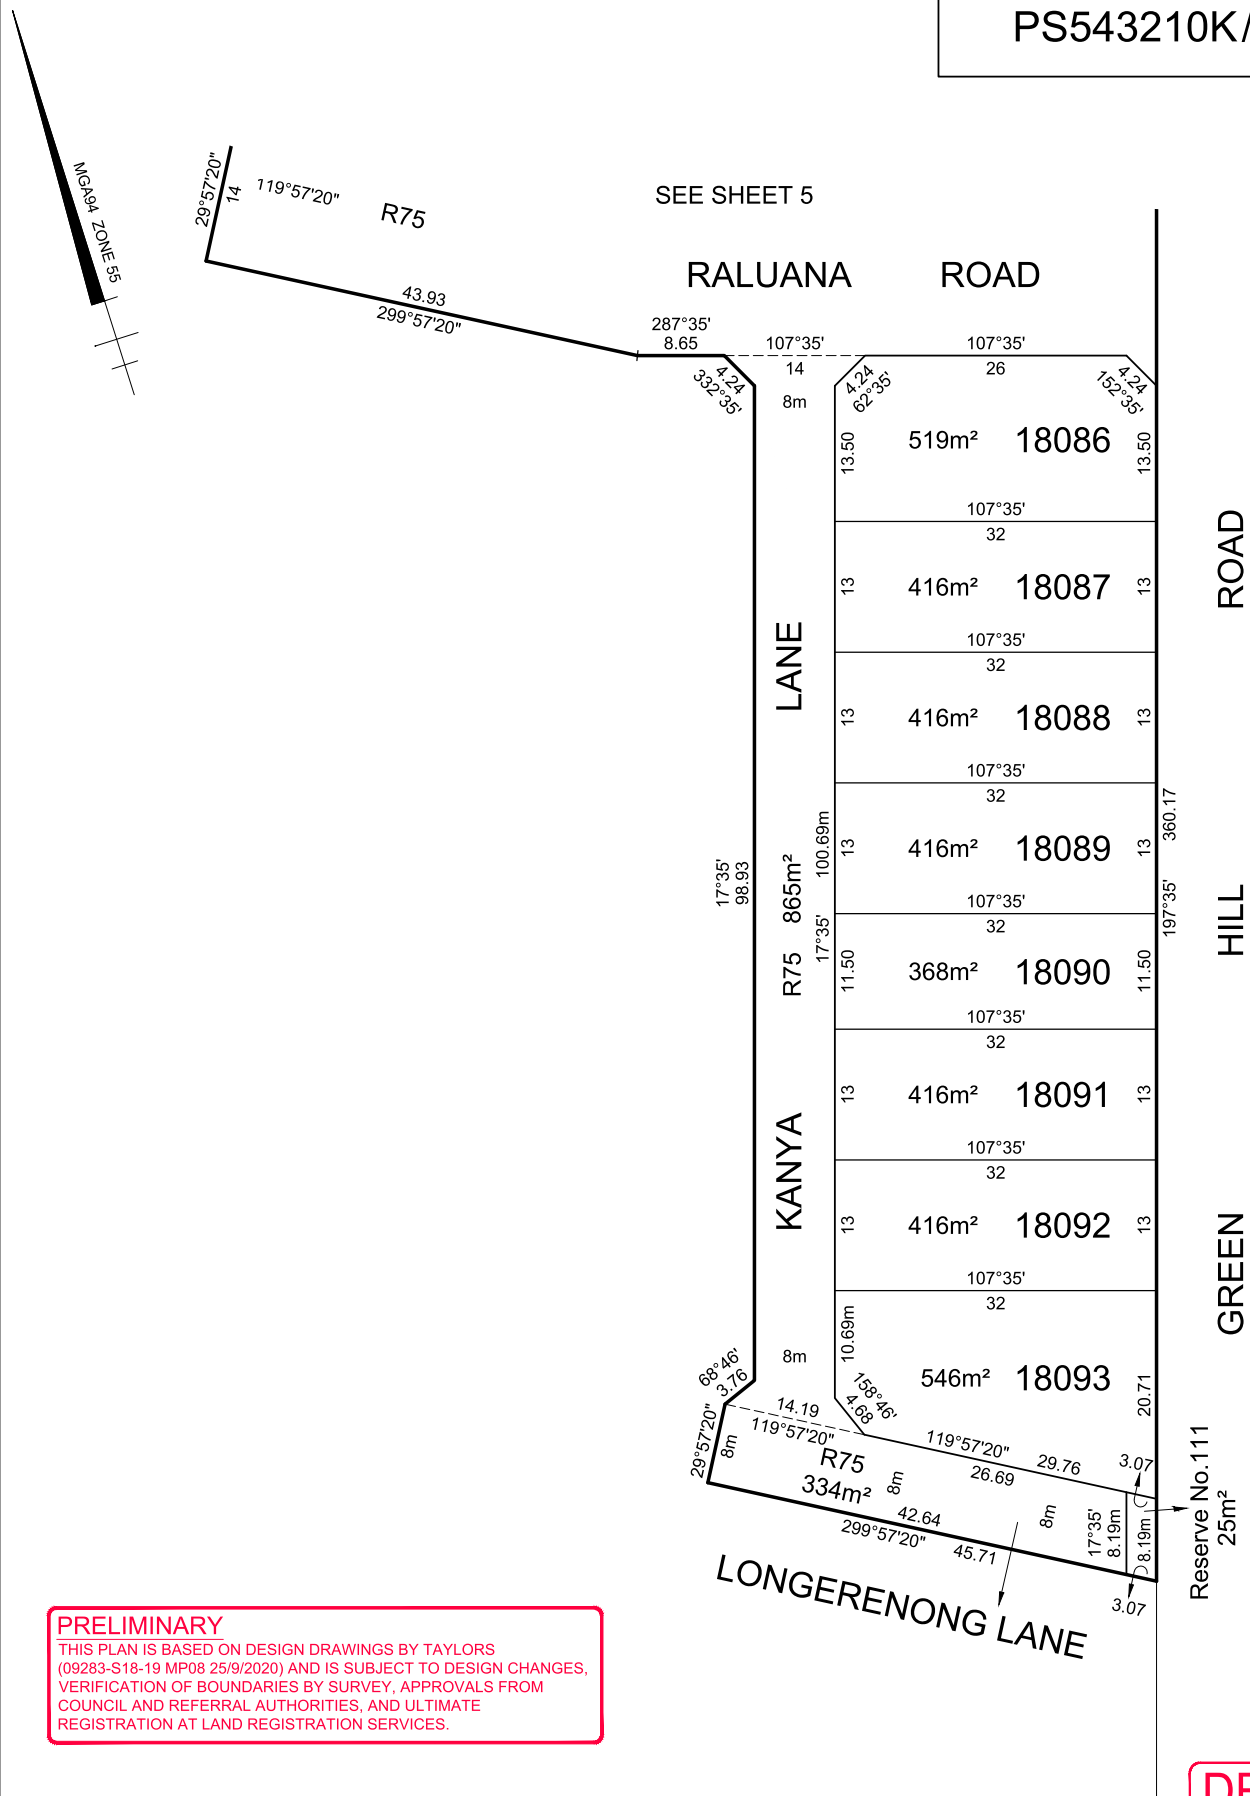 PS543210K/
MGA94 ZONE 55
29°57'20"
14
119°57'20"
R75
SEE SHEET 5
RALUANA ROAD
43.93
299°57'20"
287°35'
8.65
107°35'
14
107°35'
26
4.24
332°35'
8m
4.24
62°35'
4.24
152°35'
13.50
519m² 18086
13.50
107°35'
32
13
416m² 18087
13
107°35'
32
13
416m² 18088
13
107°35'
32
13
416m² 18089
13
107°35'
32
11.50
368m² 18090
11.50
107°35'
32
13
416m² 18091
13
107°35'
32
13
416m² 18092
13
107°35'
32
10.69m
546m² 18093
20.71
KANYA LANE
R75 865m²
17°35'
98.93
17°35' 100.69m
197°35' 360.17
GREEN HILL ROAD
8m
68°46'
3.76
158°46'
4.68
14.19
119°57'20"
29°57'20"
8m
R75
334m²
8m
119°57'20"
29.76
26.69
8m
42.64
299°57'20"
45.71
17°35'
8.19m
8.19m
3.07
3.07
Reserve No.111
25m²
LONGERENONG LANE
PRELIMINARY
THIS PLAN IS BASED ON DESIGN DRAWINGS BY TAYLORS
(09283-S18-19 MP08 25/9/2020) AND IS SUBJECT TO DESIGN CHANGES,
VERIFICATION OF BOUNDARIES BY SURVEY, APPROVALS FROM
COUNCIL AND REFERRAL AUTHORITIES, AND ULTIMATE
REGISTRATION AT LAND REGISTRATION SERVICES.